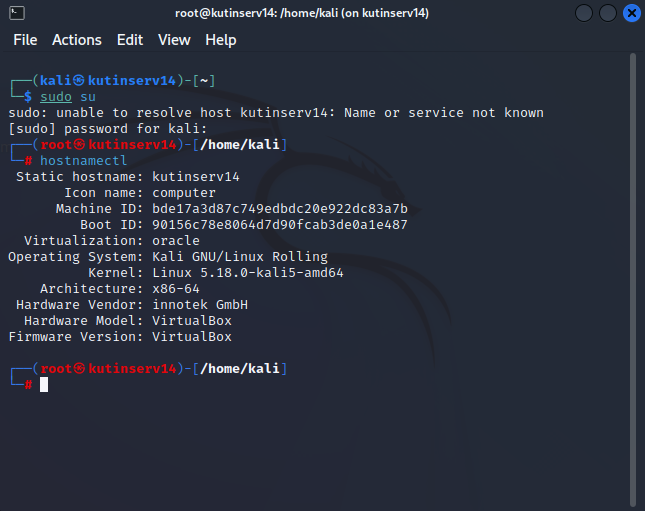 root@kutinserv14: /home/kali (on kutinserv14)
File Actions Edit View Help
┌──(kali㉿kutinserv14)-[~]
└─$ sudo su
sudo: unable to resolve host kutinserv14: Name or service not known
[sudo] password for kali:
┌──(root㉿kutinserv14)-[/home/kali]
└─# hostnamectl
Static hostname: kutinserv14
Icon name: computer
Machine ID: bde17a3d87c749edbdc20e922dc83a7b
Boot ID: 90156c78e8064d7d90fcab3de0a1e487
Virtualization: oracle
Operating System: Kali GNU/Linux Rolling
Kernel: Linux 5.18.0-kali5-amd64
Architecture: x86-64
Hardware Vendor: innotek GmbH
Hardware Model: VirtualBox
Firmware Version: VirtualBox
┌──(root㉿kutinserv14)-[/home/kali]
└─#